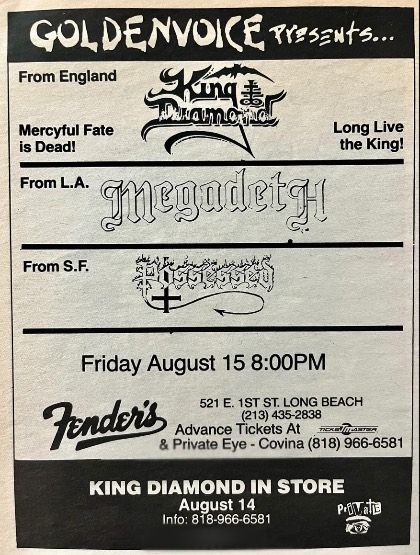 GOLDENVOICE PRESENTS...
From England
King Diamond
Mercyful Fate
is Dead!
Long Live
the King!
From L.A.
MegadetH
From S.F.
Possessed
Friday August 15 8:00PM
Fender's
521 E. 1ST ST. LONG BEACH
(213) 435-2838
Advance Tickets At TICKETMASTER
& Private Eye - Covina (818) 966-6581
KING DIAMOND IN STORE
August 14
Info: 818-966-6581
PRIVATE